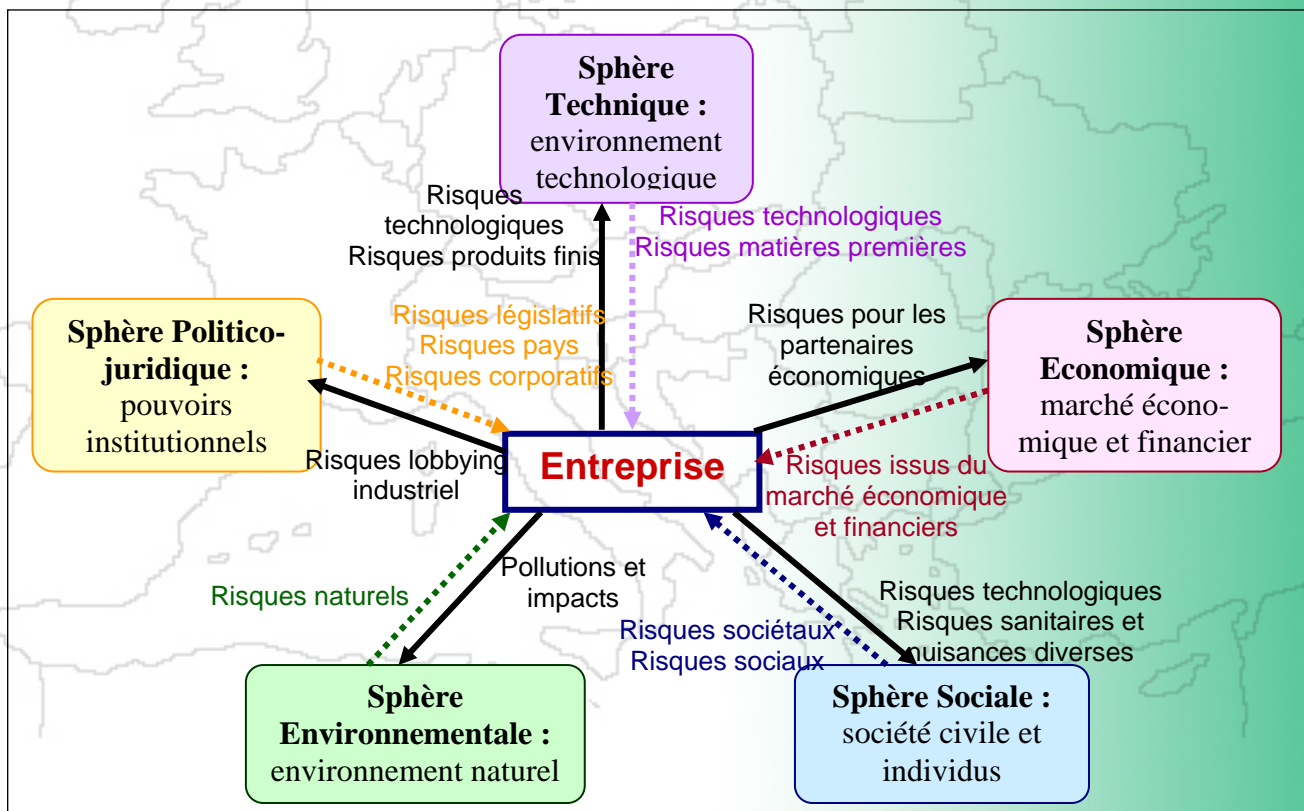 Sphère
Technique :
environnement
technologique
Risques
technologiques
Risques produits finis
Risques technologiques
Risques matières premières
Sphère Politico-
juridique :
pouvoirs
institutionnels
Risques législatifs
Risques pays
Risques corporatifs
Risques pour les
partenaires
économiques
Sphère
Economique :
marché écono-
mique et financier
Risques lobbying
industriel
Entreprise
Risques issus du
marché économique
et financiers
Risques naturels
Pollutions et
impacts
Risques sociétaux
Risques sociaux
Risques technologiques
Risques sanitaires et
nuisances diverses
Sphère
Environnementale :
environnement naturel
Sphère Sociale :
société civile et
individus